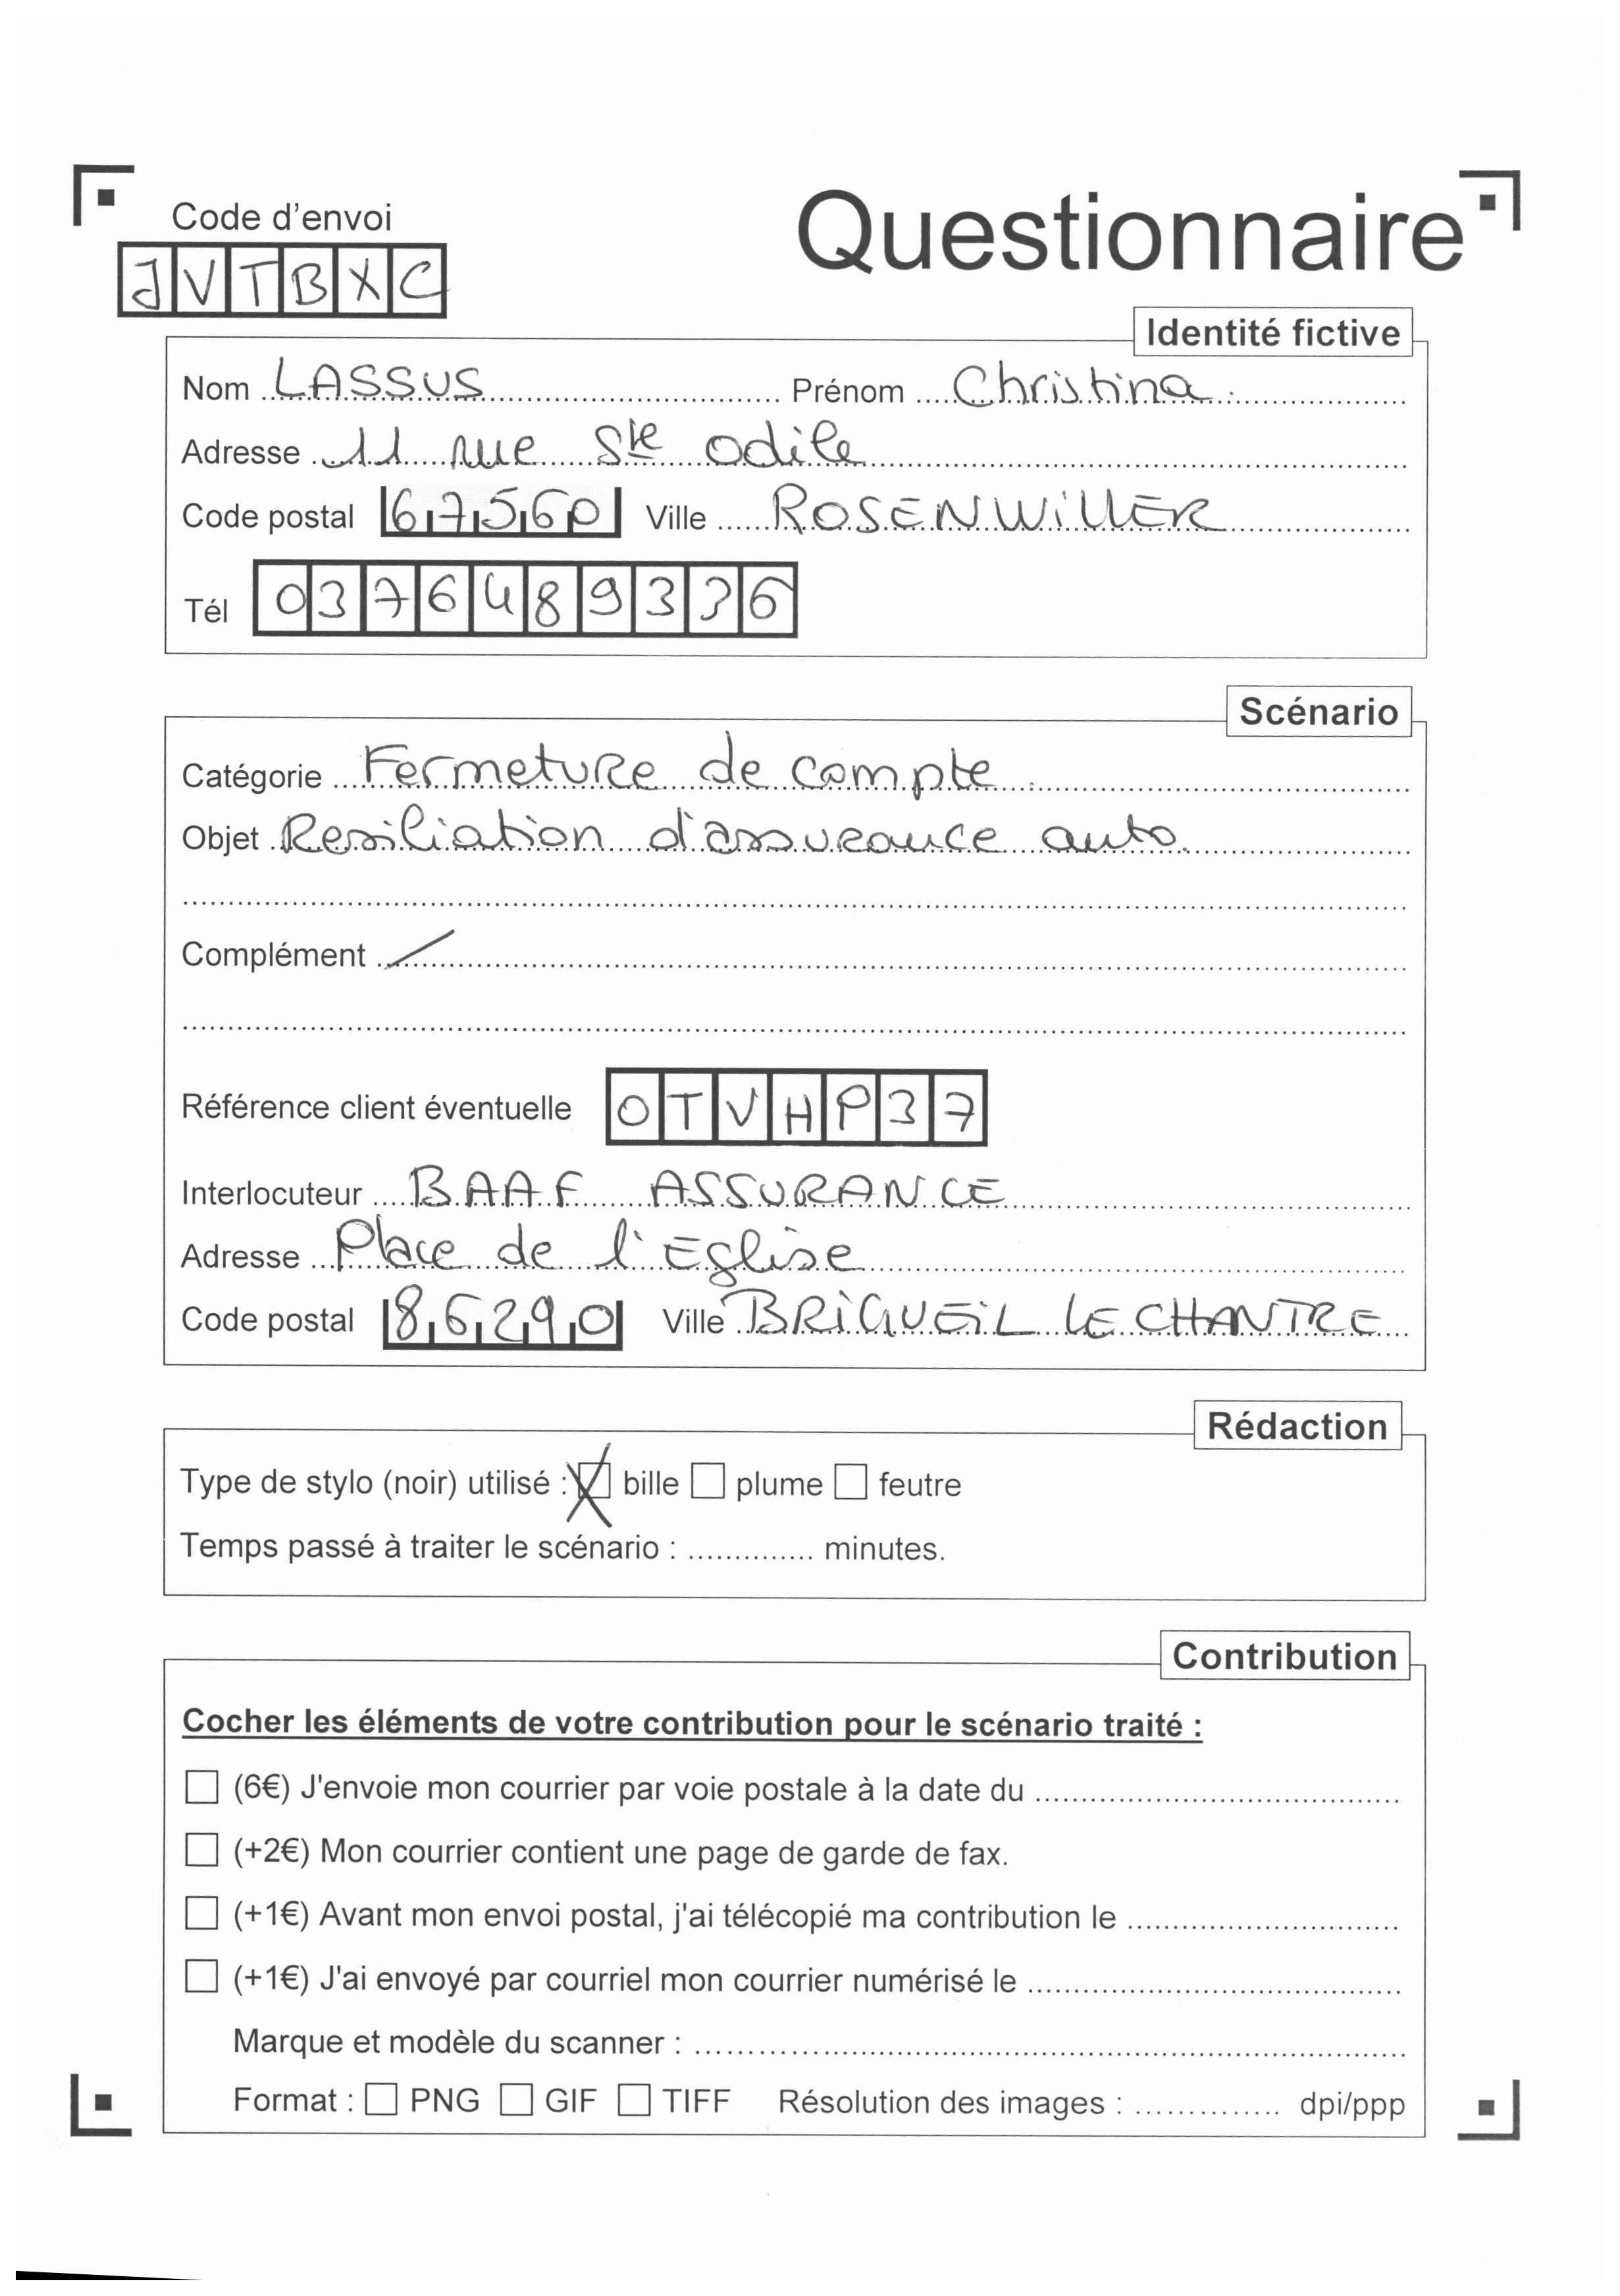 Code d'envoi
Questionnaire
JVTBXC
Identité fictive
Nom LASSUS Prénom Christina
Adresse 11 rue Ste odile
Code postal 67560 Ville ROSENWiLLER
Tél 03764893
Scénario
Catégorie Fermeture de compte
Objet Resiliation d'assurance auto.
Complément /
Référence client éventuelle OTVHP37
Interlocuteur BAAF ASSURANCE
Adresse Place de l'Eglise
Code postal 86290 Ville BRiGUEiL LE CHANTRE
Rédaction
Type de stylo (noir) utilisé : X bille plume feutre
Temps passé à traiter le scénario : .............. minutes.
Contribution
Cocher les éléments de votre contribution pour le scénario traité :
(6€) J'envoie mon courrier par voie postale à la date du
(+2€) Mon courrier contient une page de garde de fax.
(+1€) Avant mon envoi postal, j'ai télécopié ma contribution le
(+1€) J'ai envoyé par courriel mon courrier numérisé le
Marque et modèle du scanner :
Format : PNG GIF TIFF Résolution des images : .............. dpi/ppp